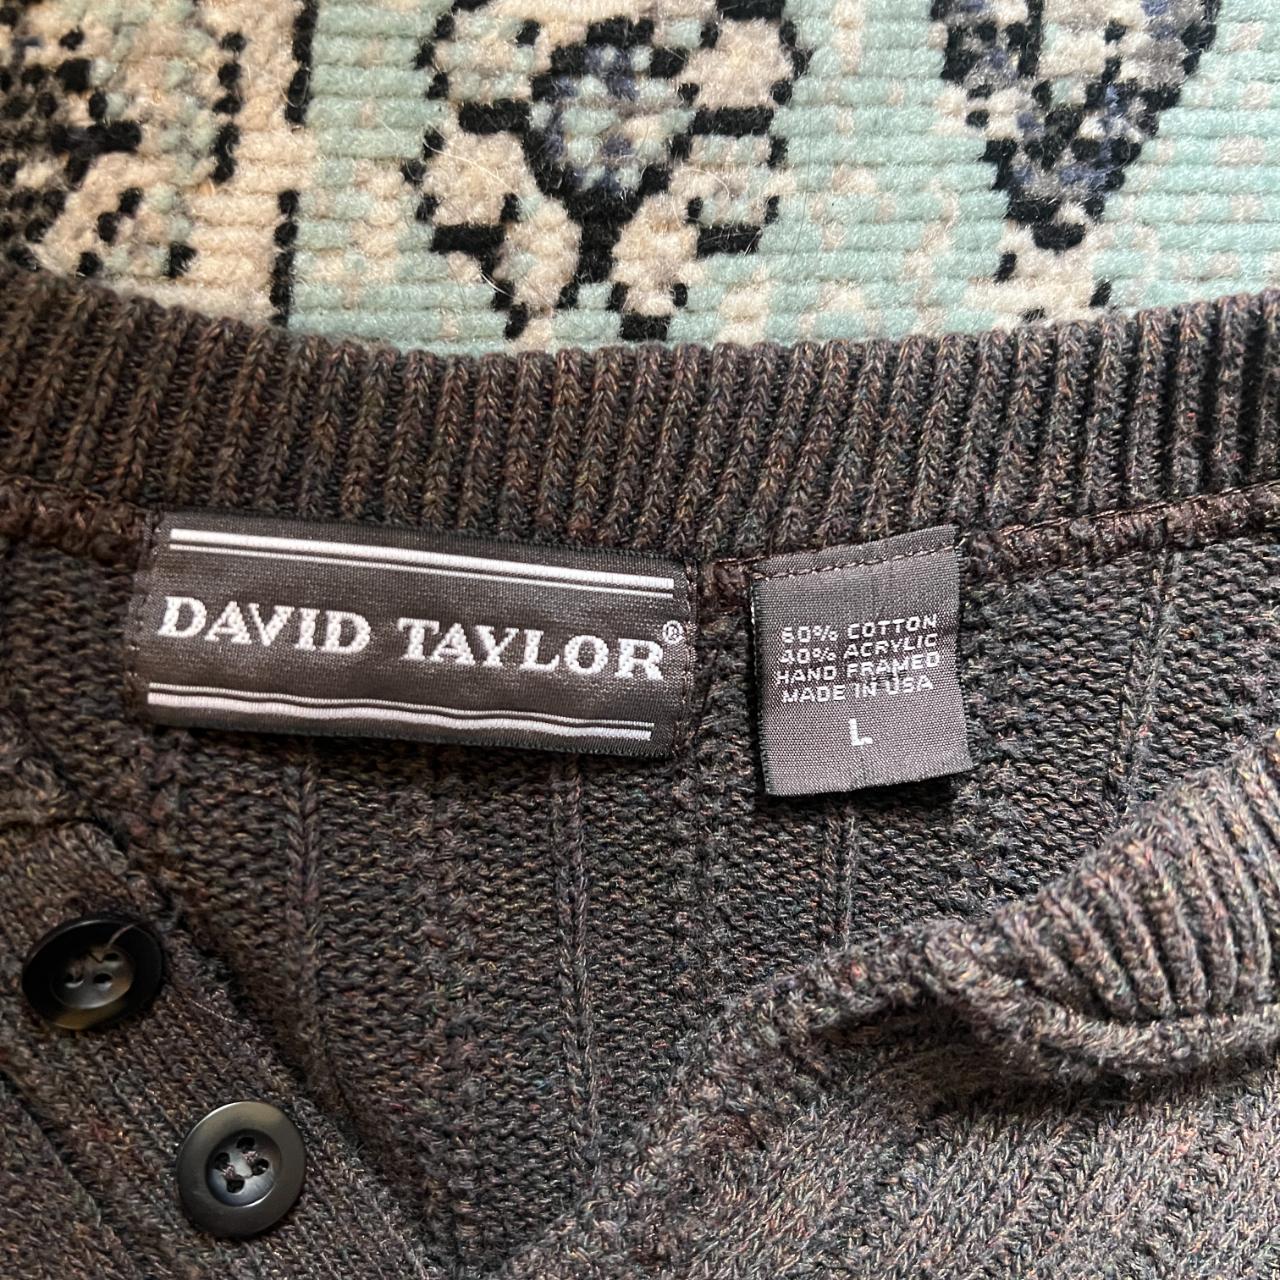 DAVID TAYLOR®
60% COTTON
40% ACRYLIC
HAND FRAMED
MADE IN USA
L